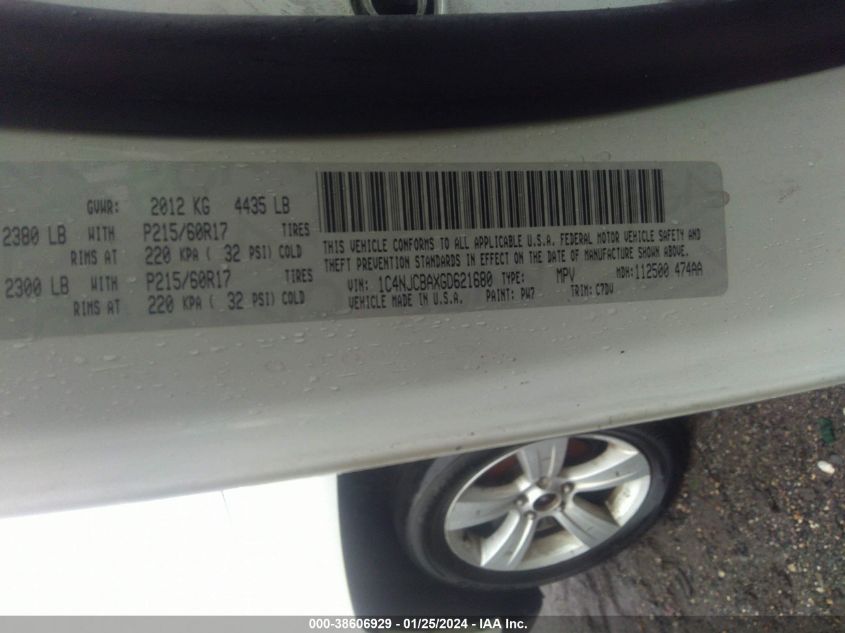 GVWR: 2012 KG 4435 LB
2380 LB WITH P215/60R17 TIRES
RIMS AT 220 KPA ( 32 PSI) COLD
2300 LB WITH P215/60R17 TIRES
RIMS AT 220 KPA ( 32 PSI) COLD
THIS VEHICLE CONFORMS TO ALL APPLICABLE U.S.A. FEDERAL MOTOR VEHICLE SAFETY AND
THEFT PREVENTION STANDARDS IN EFFECT ON THE DATE OF MANUFACTURE SHOWN ABOVE.
VIN: 1C4NJCBAXGD621680 TYPE: MPV MDH: 112500 474AA
VEHICLE MADE IN U.S.A. PAINT: PW7 TRIM: C7DV
000-38606929 - 01/25/2024 - IAA Inc.